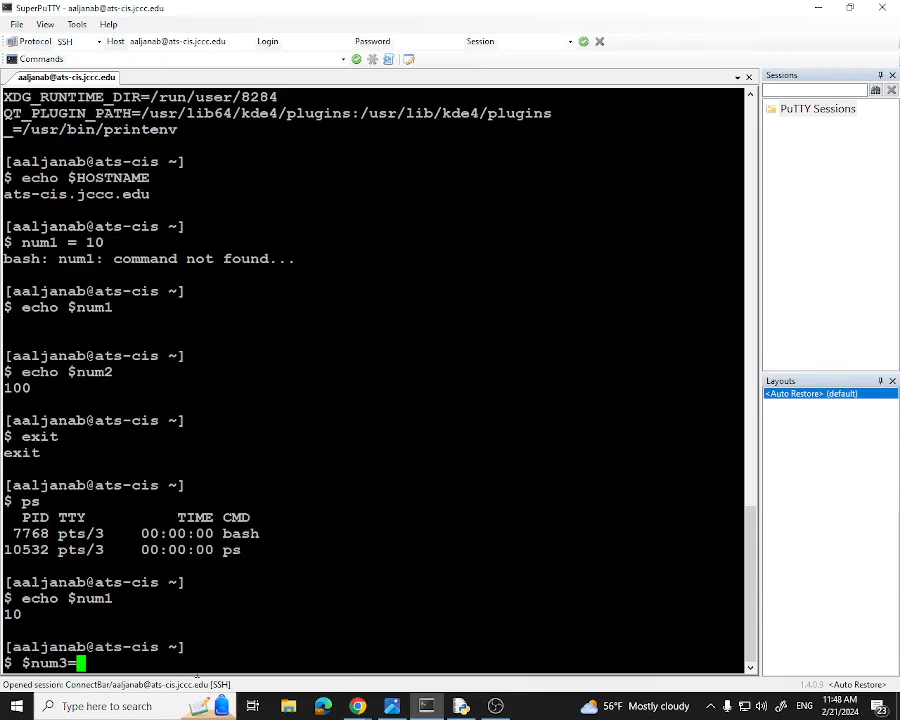 SuperPuTTY - aaljanab@ats-cis.jccc.edu
File View Tools Help
Protocol SSH Host aaljanab@ats-cis.jccc.edu Login Password Session
Commands
aaljanab@ats-cis.jccc.edu
XDG_RUNTIME_DIR=/run/user/8284
QT_PLUGIN_PATH=/usr/lib64/kde4/plugins:/usr/lib/kde4/plugins
_=/usr/bin/printenv
[aaljanab@ats-cis ~]
$ echo $HOSTNAME
ats-cis.jccc.edu
[aaljanab@ats-cis ~]
$ num1 = 10
bash: num1: command not found...
[aaljanab@ats-cis ~]
$ echo $num1
[aaljanab@ats-cis ~]
$ echo $num2
100
[aaljanab@ats-cis ~]
$ exit
exit
[aaljanab@ats-cis ~]
$ ps
PID TTY TIME CMD
7768 pts/3 00:00:00 bash
10532 pts/3 00:00:00 ps
[aaljanab@ats-cis ~]
$ echo $num1
10
[aaljanab@ats-cis ~]
$ $num3=
Sessions
PuTTY Sessions
Layouts
<Auto Restore> (default)
Opened session: ConnectBar/aaljanab@ats-cis.jccc.edu [SSH]
1.4.0.9 <Auto Restore>
Type here to search
56°F Mostly cloudy
ENG
11:48 AM
2/21/2024
23